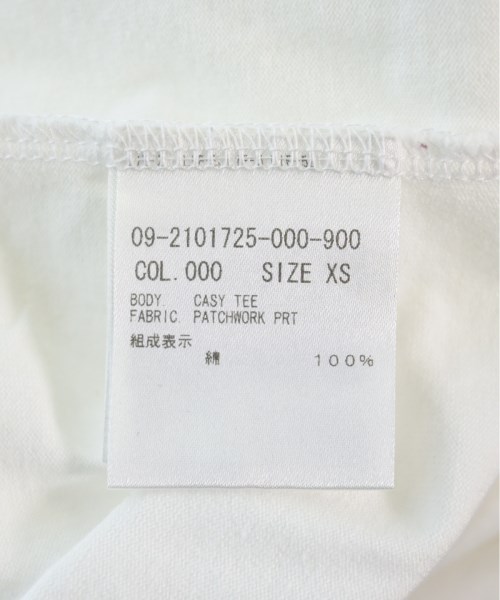 09-2101725-000-900
COL.000 SIZE XS
BODY. CASY TEE
FABRIC. PATCHWORK PRT
組成表示
綿 100%